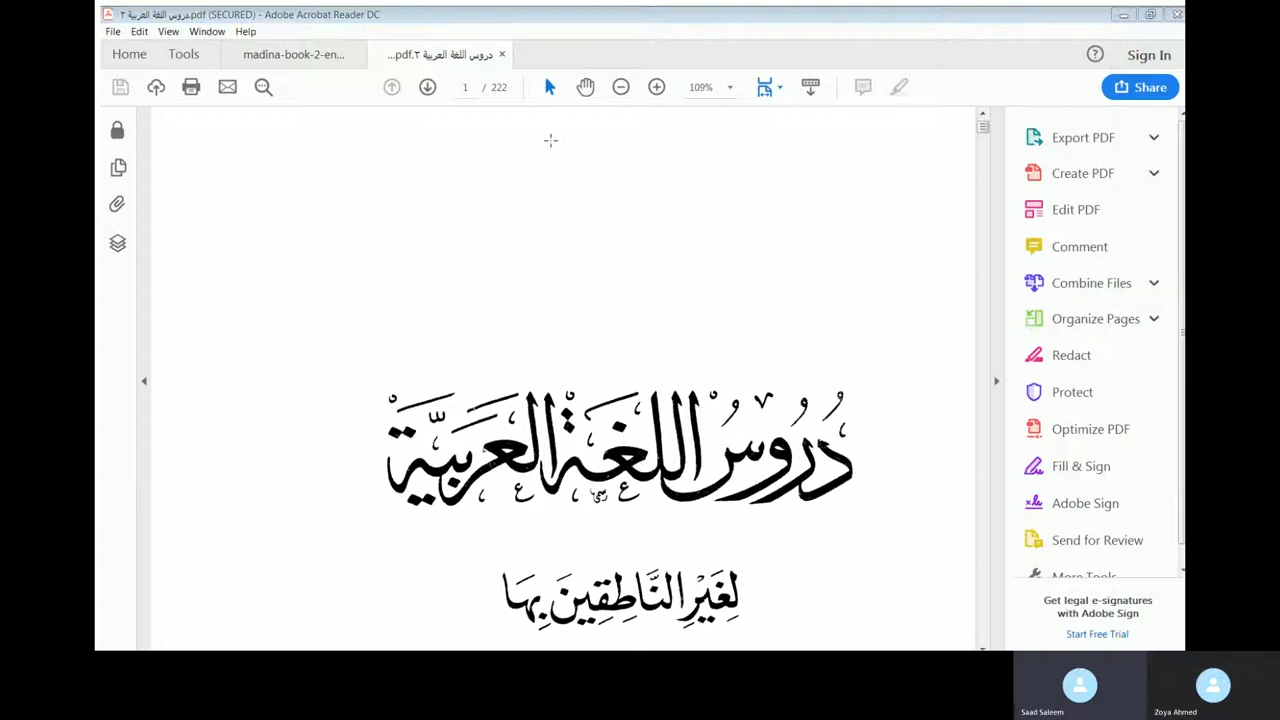 دروس اللغة العربية ٢.pdf (SECURED) - Adobe Acrobat Reader DC
File Edit View Window Help
Home Tools madina-book-2-en... دروس اللغة العربية ٢.pdf... × Sign In
1 / 222 109% Share
Export PDF
Create PDF
Edit PDF
Comment
Combine Files
Organize Pages
Redact
Protect
Optimize PDF
Fill & Sign
Adobe Sign
Send for Review
More Tools
Get legal e-signatures
with Adobe Sign
Start Free Trial
دُرُوسُ اللُّغَةِ الْعَرَبِيَّةْ
لِغَيْرِ النَّاطِقِينَ بِهَا
Saad Saleem
Zoya Ahmed